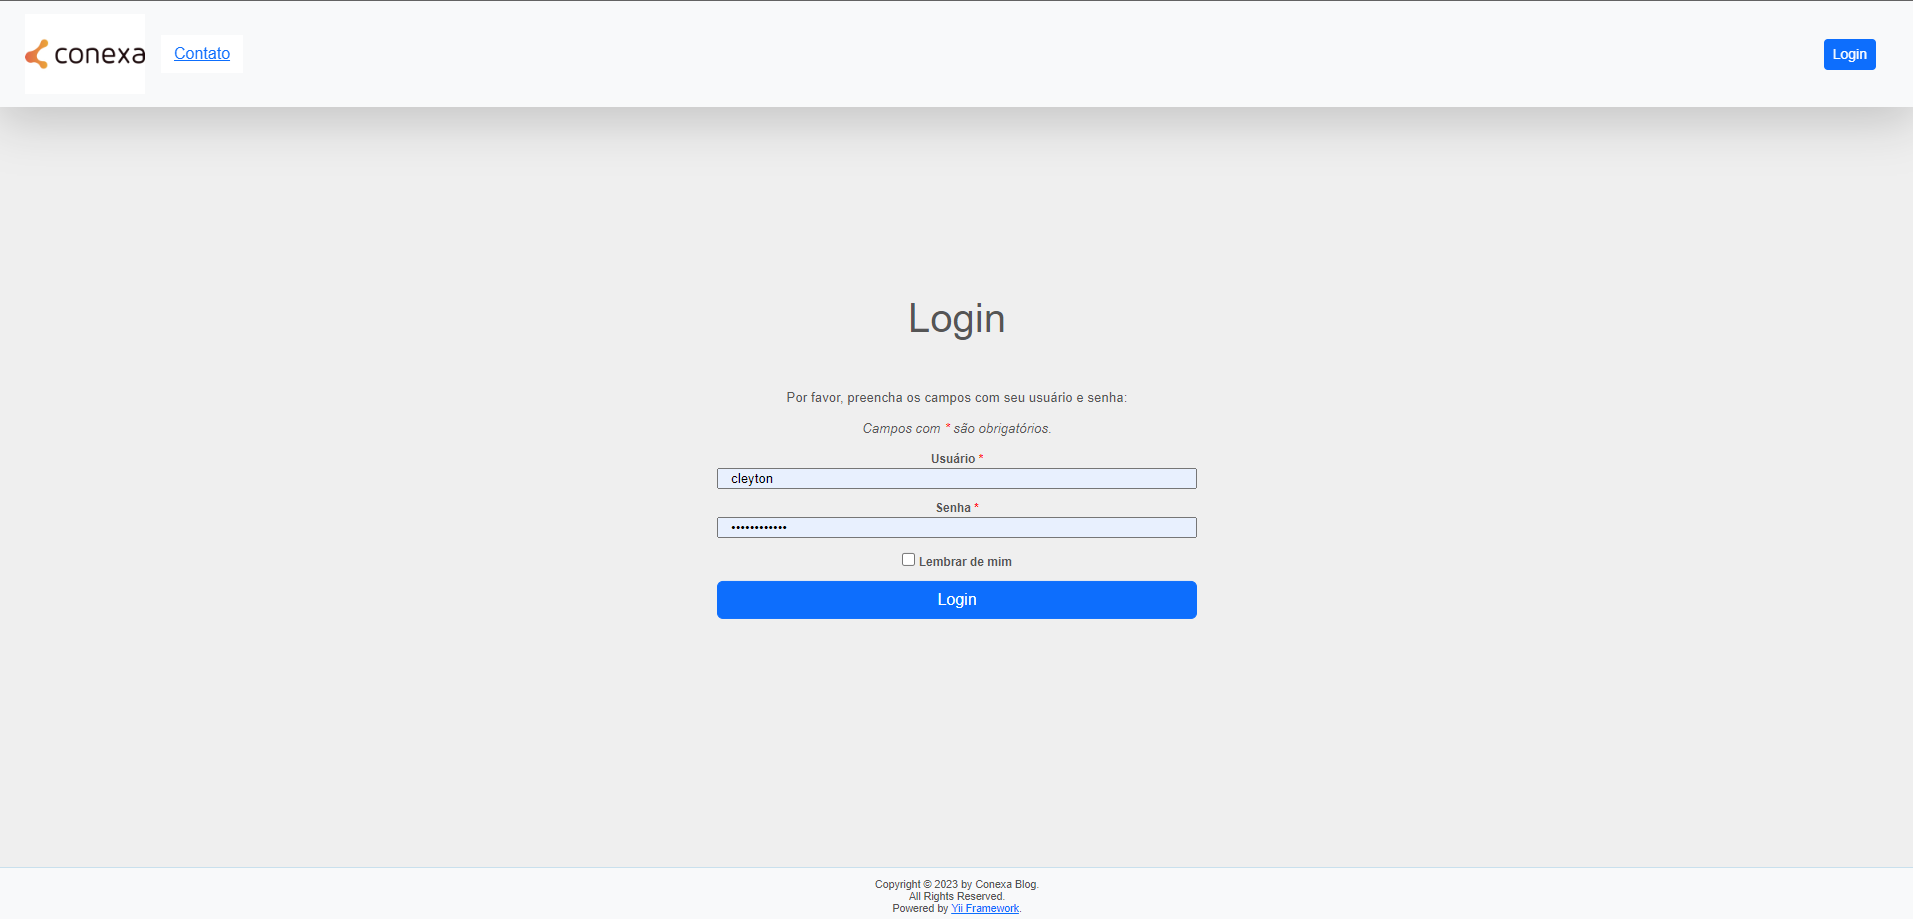 conexa
Contato
Login
Login
Por favor, preencha os campos com seu usuário e senha:
Campos com * são obrigatórios.
Usuário *
cleyton
Senha *
••••••••••••
Lembrar de mim
Login
Copyright © 2023 by Conexa Blog.
All Rights Reserved.
Powered by Yii Framework.